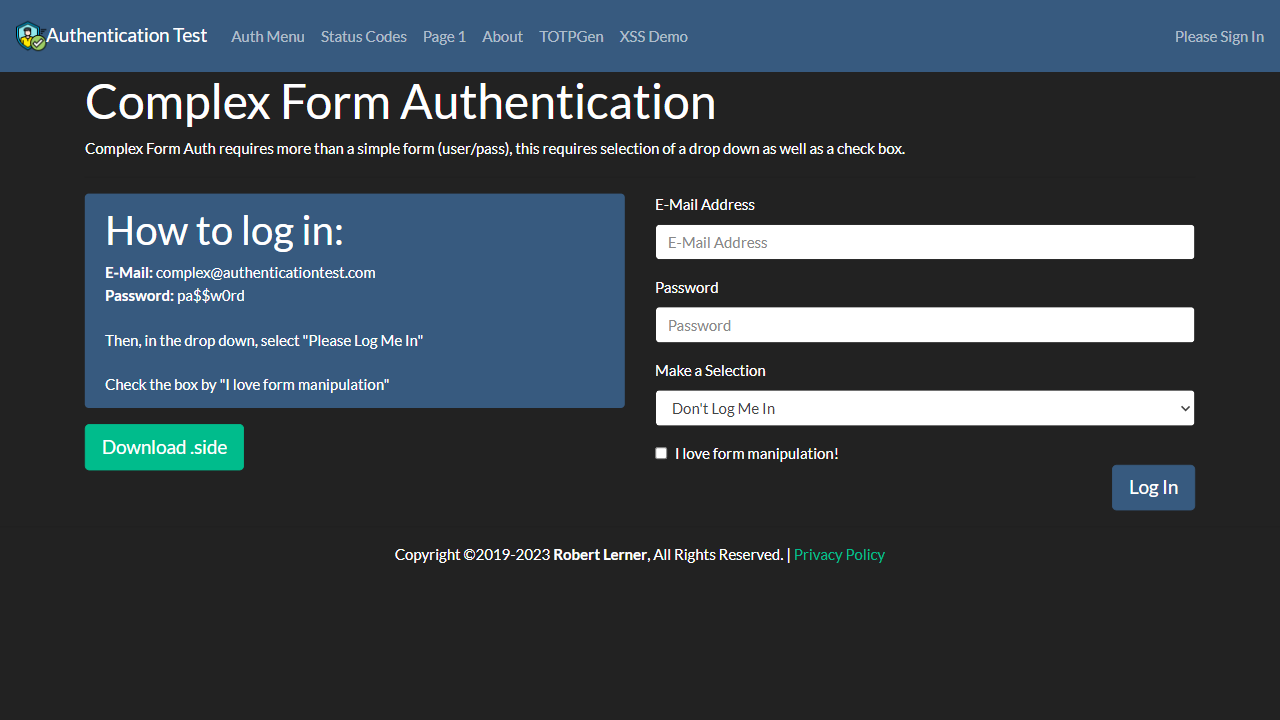 Authentication Test Auth Menu Status Codes Page 1 About TOTPGen XSS Demo Please Sign In
Complex Form Authentication
Complex Form Auth requires more than a simple form (user/pass), this requires selection of a drop down as well as a check box.
How to log in:
E-Mail: complex@authenticationtest.com
Password: pa$$w0rd
Then, in the drop down, select "Please Log Me In"
Check the box by "I love form manipulation"
Download .side
E-Mail Address
E-Mail Address
Password
Password
Make a Selection
Don't Log Me In
I love form manipulation!
Log In
Copyright ©2019-2023 Robert Lerner, All Rights Reserved. | Privacy Policy